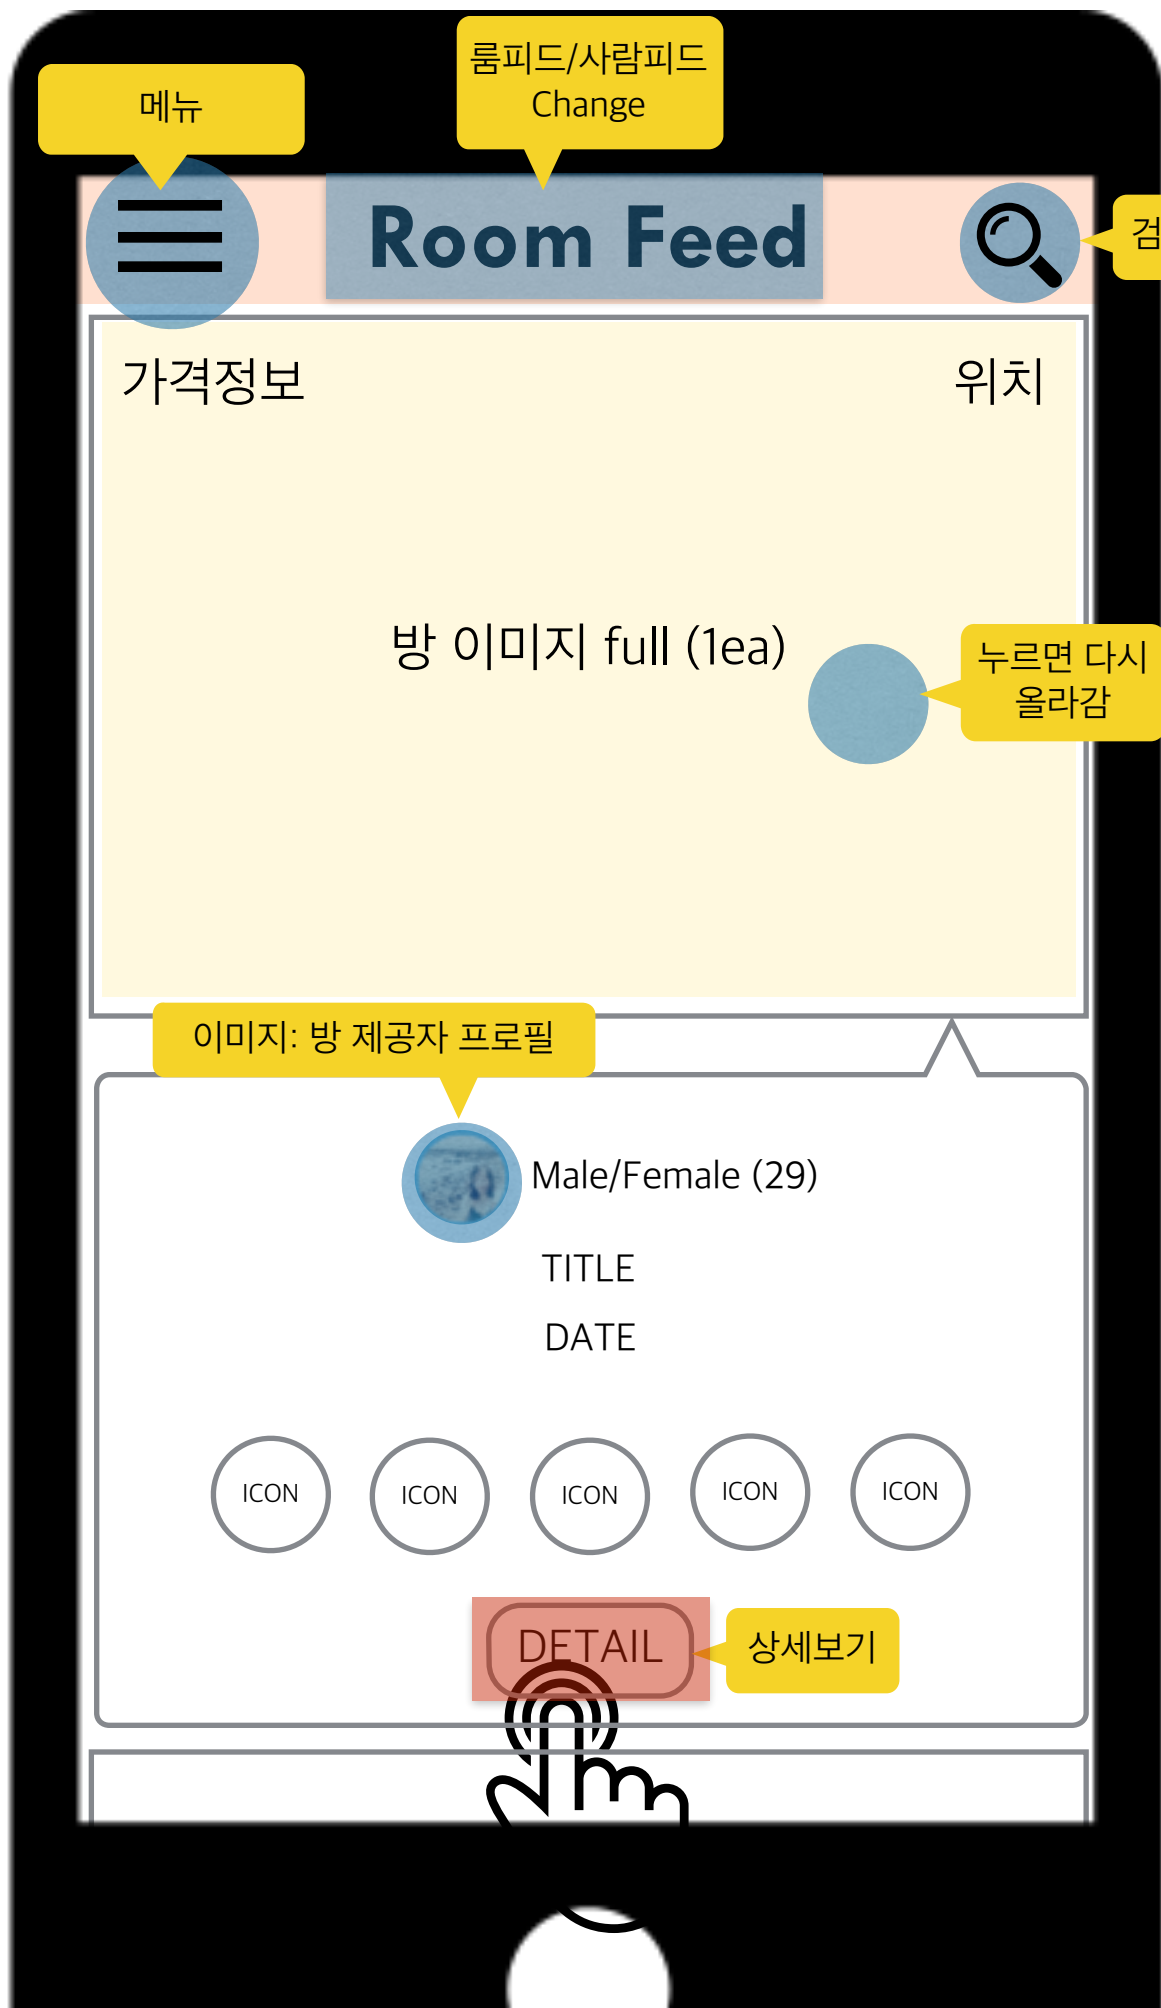 룸피드/사람피드
Change
메뉴
Room Feed
검
가격정보
위치
방 이미지 full (1ea)
누르면 다시
올라감
이미지: 방 제공자 프로필
Male/Female (29)
TITLE
DATE
ICON
ICON
ICON
ICON
ICON
DETAIL
상세보기